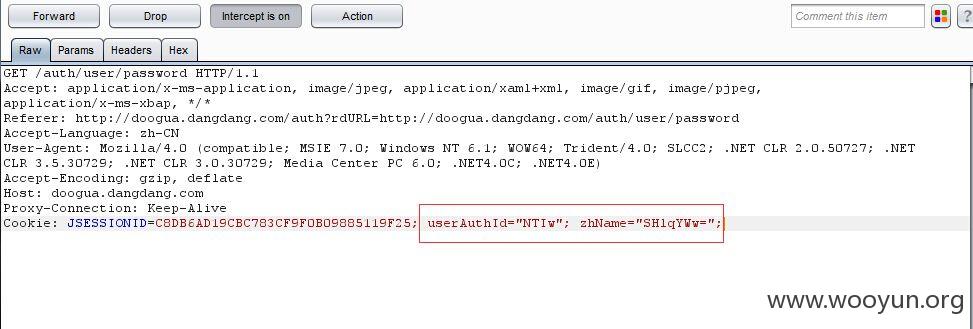 Forward Drop Intercept is on Action Comment this item ?
Raw Params Headers Hex
GET /auth/user/password HTTP/1.1
Accept: application/x-ms-application, image/jpeg, application/xaml+xml, image/gif, image/pjpeg,
application/x-ms-xbap, */*
Referer: http://doogua.dangdang.com/auth?rdURL=http://doogua.dangdang.com/auth/user/password
Accept-Language: zh-CN
User-Agent: Mozilla/4.0 (compatible; MSIE 7.0; Windows NT 6.1; WOW64; Trident/4.0; SLCC2; .NET CLR 2.0.50727; .NET
CLR 3.5.30729; .NET CLR 3.0.30729; Media Center PC 6.0; .NET4.0C; .NET4.0E)
Accept-Encoding: gzip, deflate
Host: doogua.dangdang.com
Proxy-Connection: Keep-Alive
Cookie: JSESSIONID=C8DB6AD19CBC783CF9F0B09885119F25; userAuthId="NTIw"; zhName="SHlqYWw=";
www.wooyun.org